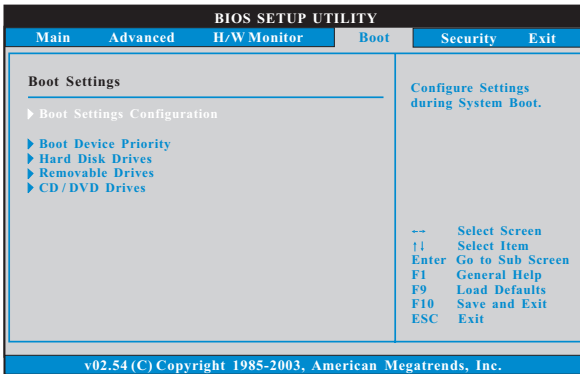 BIOS SETUP UTILITY
Main Advanced H/W Monitor Boot Security Exit
Boot Settings
Boot Settings Configuration
Boot Device Priority
Hard Disk Drives
Removable Drives
CD / DVD Drives
Configure Settings
during System Boot.
←→ Select Screen
↑↓ Select Item
Enter Go to Sub Screen
F1 General Help
F9 Load Defaults
F10 Save and Exit
ESC Exit
v02.54 (C) Copyright 1985-2003, American Megatrends, Inc.